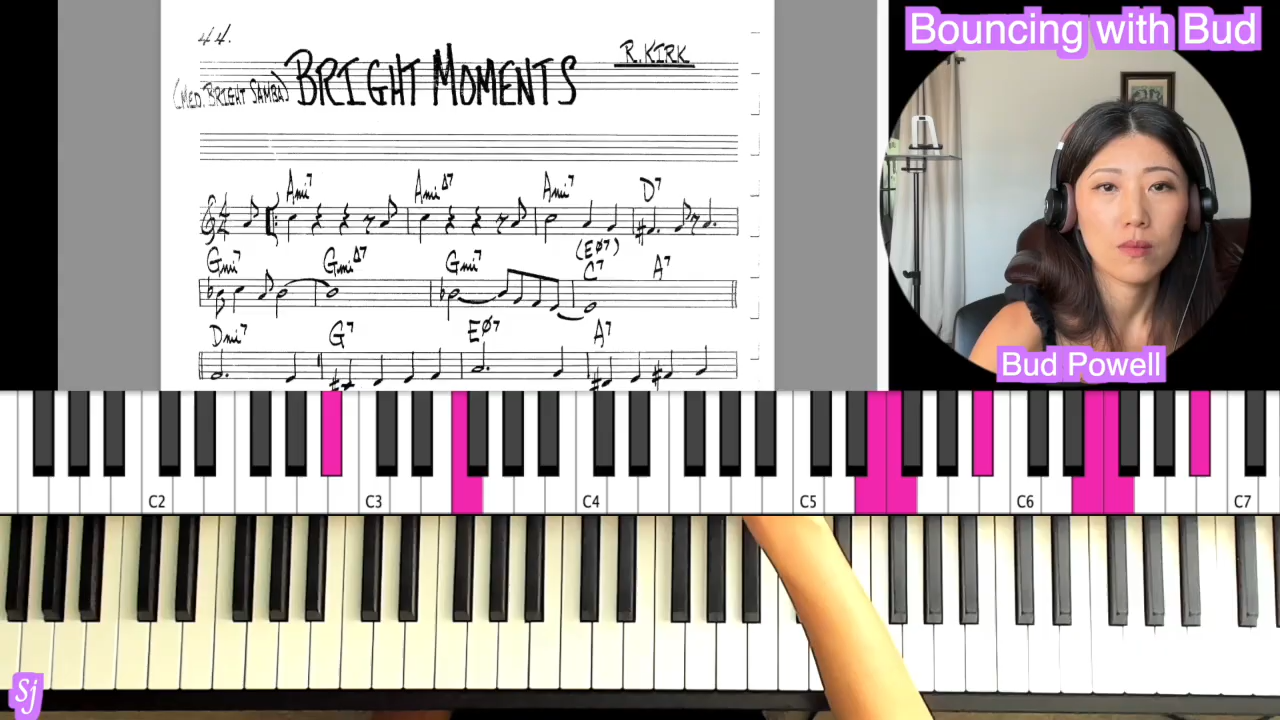 44.
Bouncing with Bud
R. KIRK
(MED. BRIGHT SAMBA) BRIGHT MOMENTS
Ami7 Ami△7 Ami7 D7
(EØ7)
Gmi7 Gmi△7 Gmi7 C7 A7
Dmi7 G7 EØ7 A7
Bud Powell
C2 C3 C4 C5 C6 C7
Sj